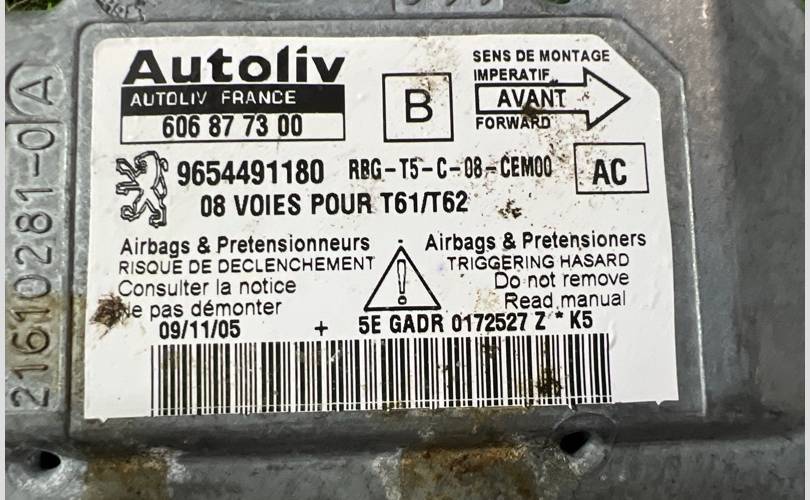 Autoliv
AUTOLIV FRANCE
606 87 73 00
B
SENS DE MONTAGE
IMPERATIF
AVANT
FORWARD
9654491180 RBG-T5-C-08-CEM00
AC
08 VOIES POUR T61/T62
Airbags & Pretensionneurs
RISQUE DE DECLENCHEMENT
Consulter la notice
Ne pas démonter
Airbags & Pretensioners
TRIGGERING HASARD
Do not remove
Read manual
09/11/05 + 5E GADR 0172527 Z * K5
21610281-0 A